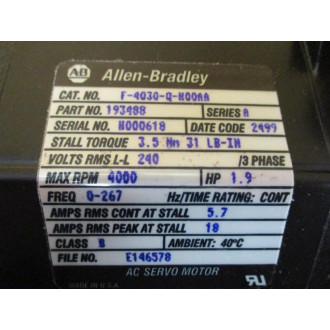 AB Allen-Bradley
CAT. NO. F-4030-Q-H00AA
PART NO. 193488 SERIES A
SERIAL NO. H000618 DATE CODE 2499
STALL TORQUE 3.5 Nm 31 LB-IN
VOLTS RMS L-L 240 /3 PHASE
MAX RPM 4000 HP 1.9
FREQ 0-267 Hz/TIME RATING: CONT
AMPS RMS CONT AT STALL 5.7
AMPS RMS PEAK AT STALL 18
CLASS B AMBIENT: 40°C
FILE NO. E146578
AC SERVO MOTOR
MADE IN U.S.A.